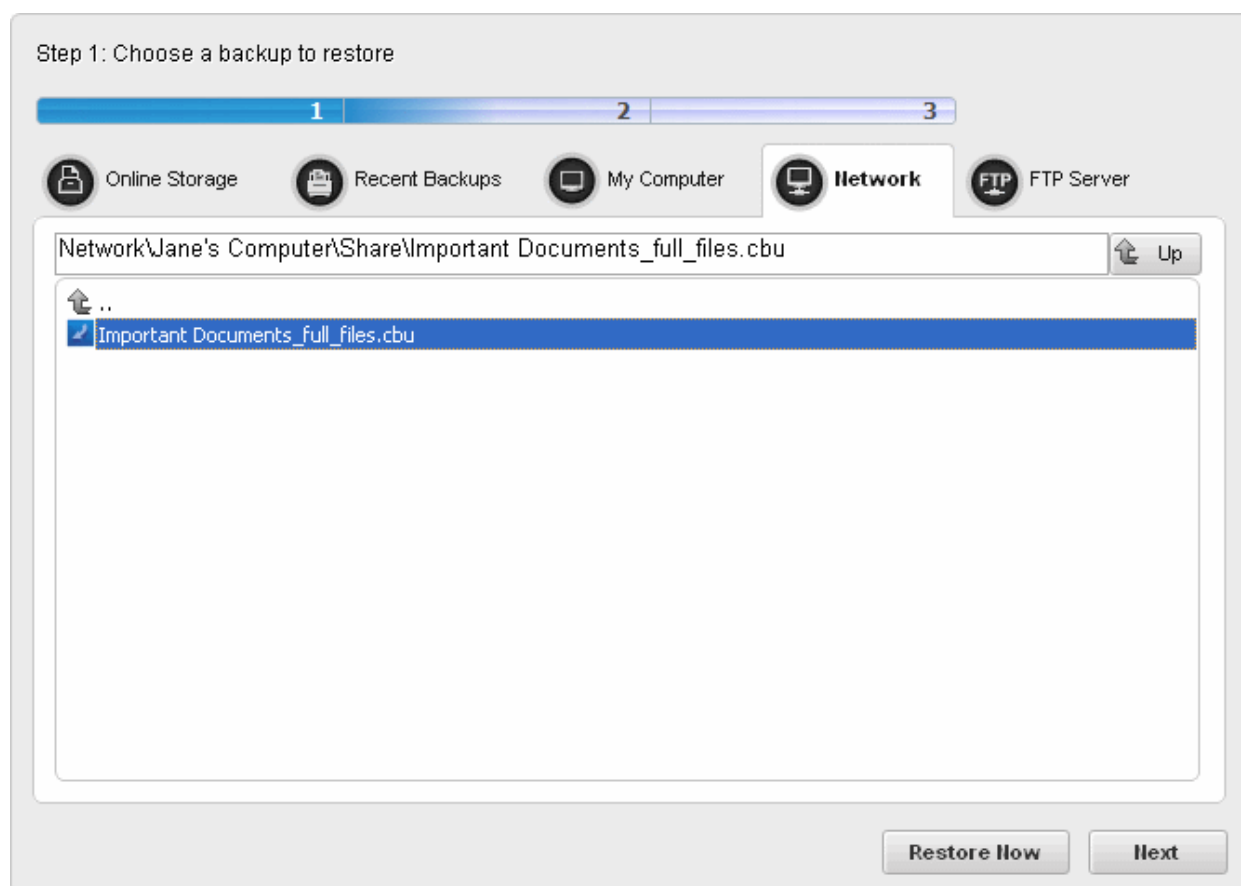 Step 1: Choose a backup to restore
1 2 3
Online Storage Recent Backups My Computer Network FTP FTP Server
Network\Jane's Computer\Share\Important Documents_full_files.cbu Up
..
Important Documents_full_files.cbu
Restore Now Next